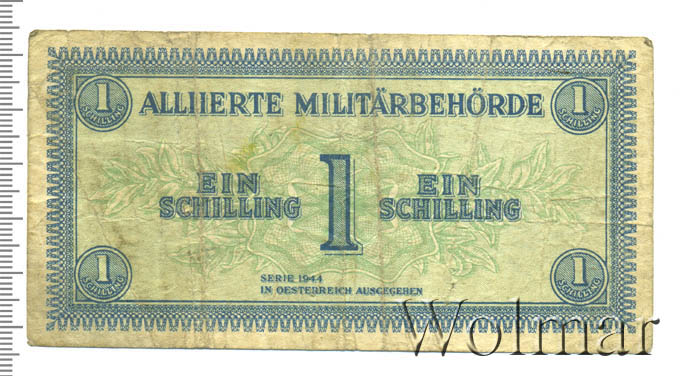 1 SCHILLING
1 SCHILLING
ALLIIERTE MILITÄRBEHÖRDE
EIN SCHILLING
1
EIN SCHILLING
1 SCHILLING
1 SCHILLING
SERIE 1944
IN OESTERREICH AUSGEGEBEN
Wolmar